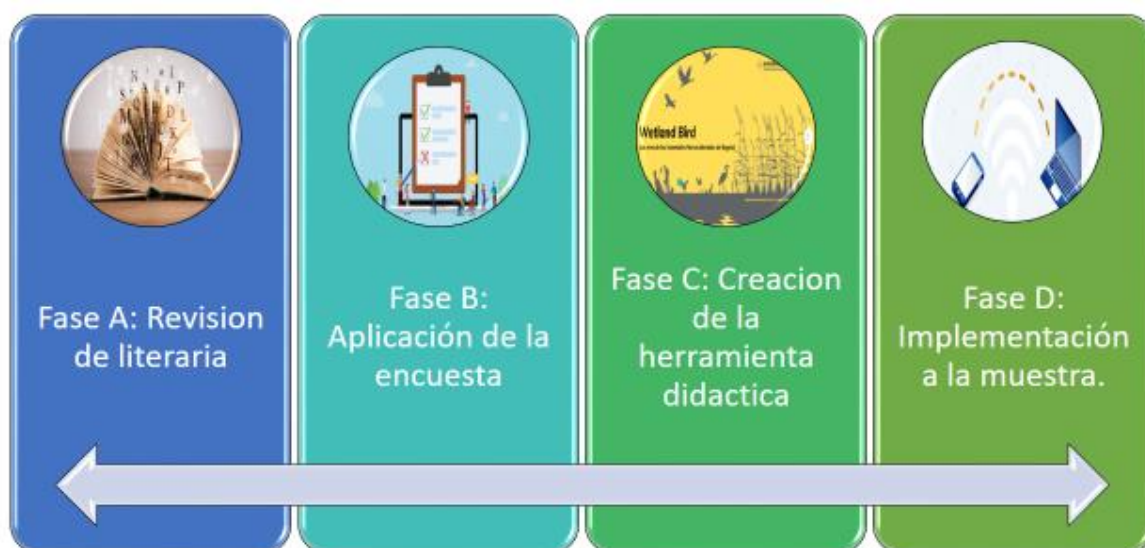 Fase A: Revision
de literaria
Fase B:
Aplicación de la
encuesta
Wetland Bird
Fase C: Creacion
de la
herramienta
didactica
Fase D:
Implementación
a la muestra.